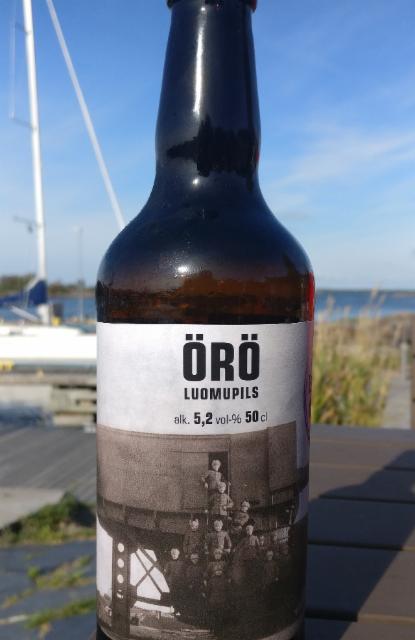 ÖRÖ
LUOMUPILS
alk. 5,2 vol-% 50 cl